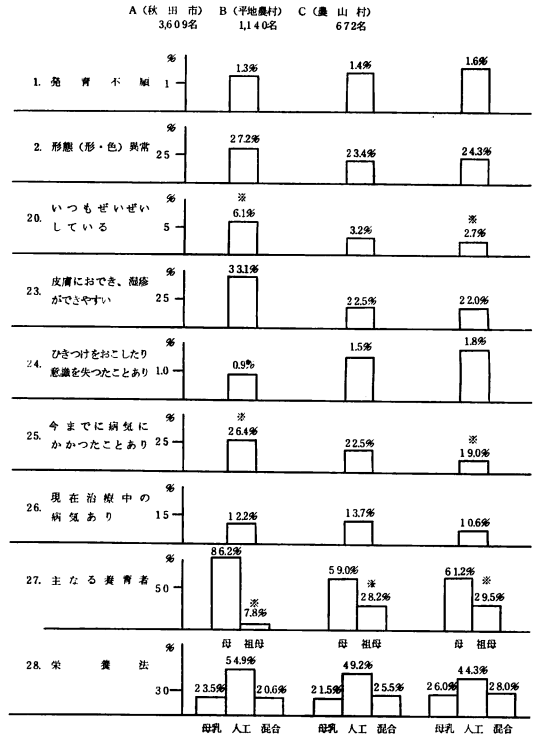 A（秋田市） B（平地農村） C（農山村）
3,609名 1,140名 672名
% 1.3% 1.4% 1.6%
1. 発育不順 1
% 27.2% 23.4% 24.3%
2. 形態（形・色）異常 25
※
いつもぜいぜい % 6.1% 3.2% ※
20. している 5 2.7%
% 33.1%
23. 皮膚におでき、湿疹 22.5% 22.0%
ができやすい 25
% 1.5% 1.8%
24. ひきつけをおこしたり 0.9%
意識を失つたことあり 1.0
% ※ ※
25. 今までに病気に 26.4% 22.5% 19.0%
かかつたことあり 25
%
26. 現在治療中の 12.2% 13.7% 10.6%
病気あり 15
% 86.2% 59.0% ※ 61.2% ※
27. 主なる養育者 50 ※ 7.8% 28.2% 29.5%
母 祖母 母 祖母 母 祖母
% 54.9% 49.2% 44.3%
28. 栄養法 30 23.5% 20.6% 21.5% 25.5% 26.0% 28.0%
母乳 人工 混合 母乳 人工 混合 母乳 人工 混合